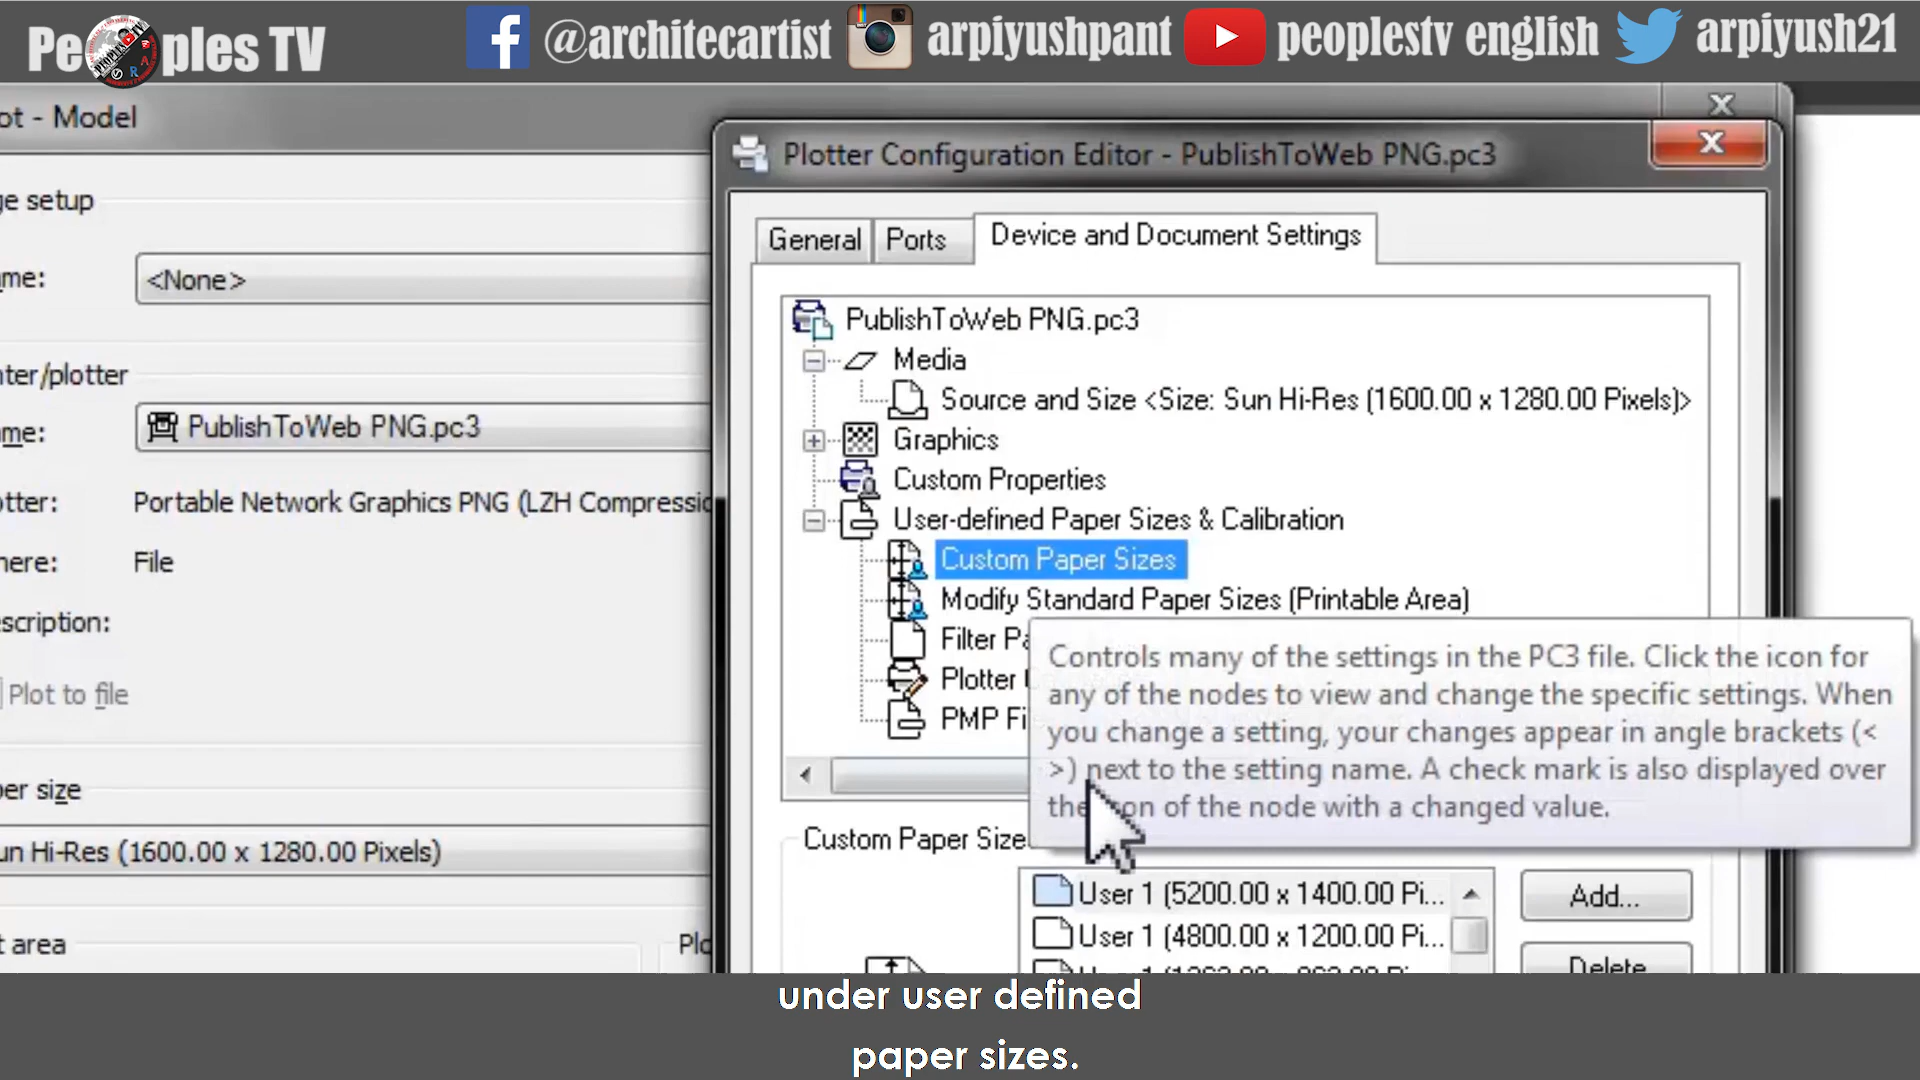 Peoples TV
@architecartist
arpiyushpant
peoplestv english
arpiyush21
ot - Model
ge setup
me:
<None>
nter/plotter
me:
PublishToWeb PNG.pc3
otter:
Portable Network Graphics PNG (LZH Compressio
here:
File
scription:
Plot to file
er size
un Hi-Res (1600.00 x 1280.00 Pixels)
t area
Plo
Plotter Configuration Editor - PublishToWeb PNG.pc3
General
Ports
Device and Document Settings
PublishToWeb PNG.pc3
Media
Source and Size <Size: Sun Hi-Res (1600.00 x 1280.00 Pixels)>
Graphics
Custom Properties
User-defined Paper Sizes & Calibration
Custom Paper Sizes
Modify Standard Paper Sizes (Printable Area)
Filter Pa
Plotter
PMP Fi
Controls many of the settings in the PC3 file. Click the icon for
any of the nodes to view and change the specific settings. When
you change a setting, your changes appear in angle brackets (<
>) next to the setting name. A check mark is also displayed over
the icon of the node with a changed value.
Custom Paper Size
User 1 (5200.00 x 1400.00 Pi...
User 1 (4800.00 x 1200.00 Pi...
Add...
Delete
under user defined
paper sizes.